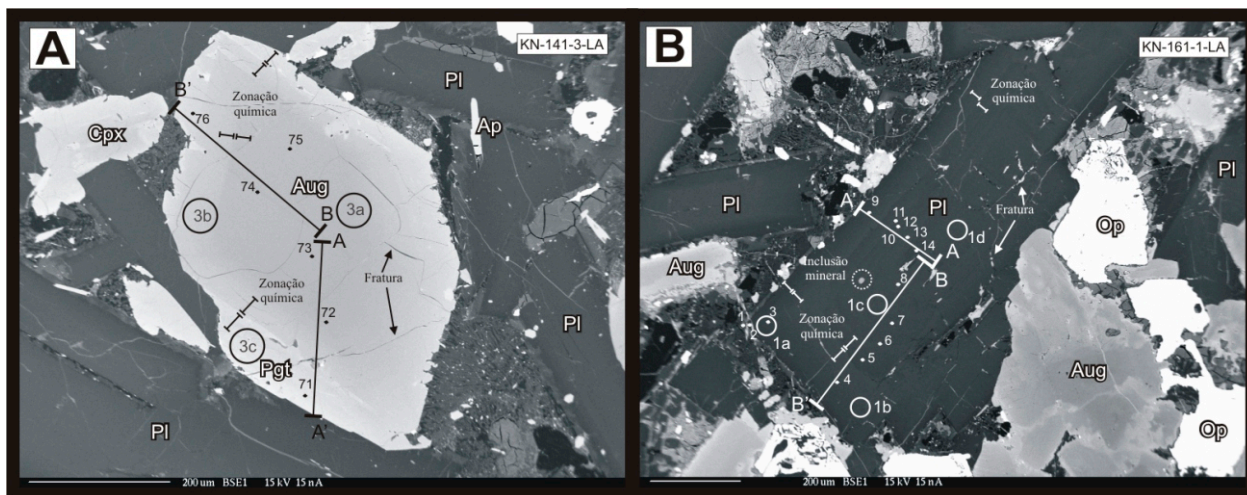 A
KN-141-3-LA
B'
Zonação
química
Pl
76
Cpx
Ap
75
74
Aug
3b
3a
B
A
73
Fratura
Zonação
química
Pl
72
3c
Pgt
71
Pl
A'
200 um BSE1 15 kV 15 nA
B
KN-161-1-LA
Zonação
química
Pl
A'
9
Pl
11
12
13
10
14
1d
A
Fratura
Op
Pl
B
Inclusão
mineral
8
Aug
1c
3
2
1a
Zonação
química
7
6
5
Aug
4
B'
1b
Op
200 um BSE1 15 kV 15 nA